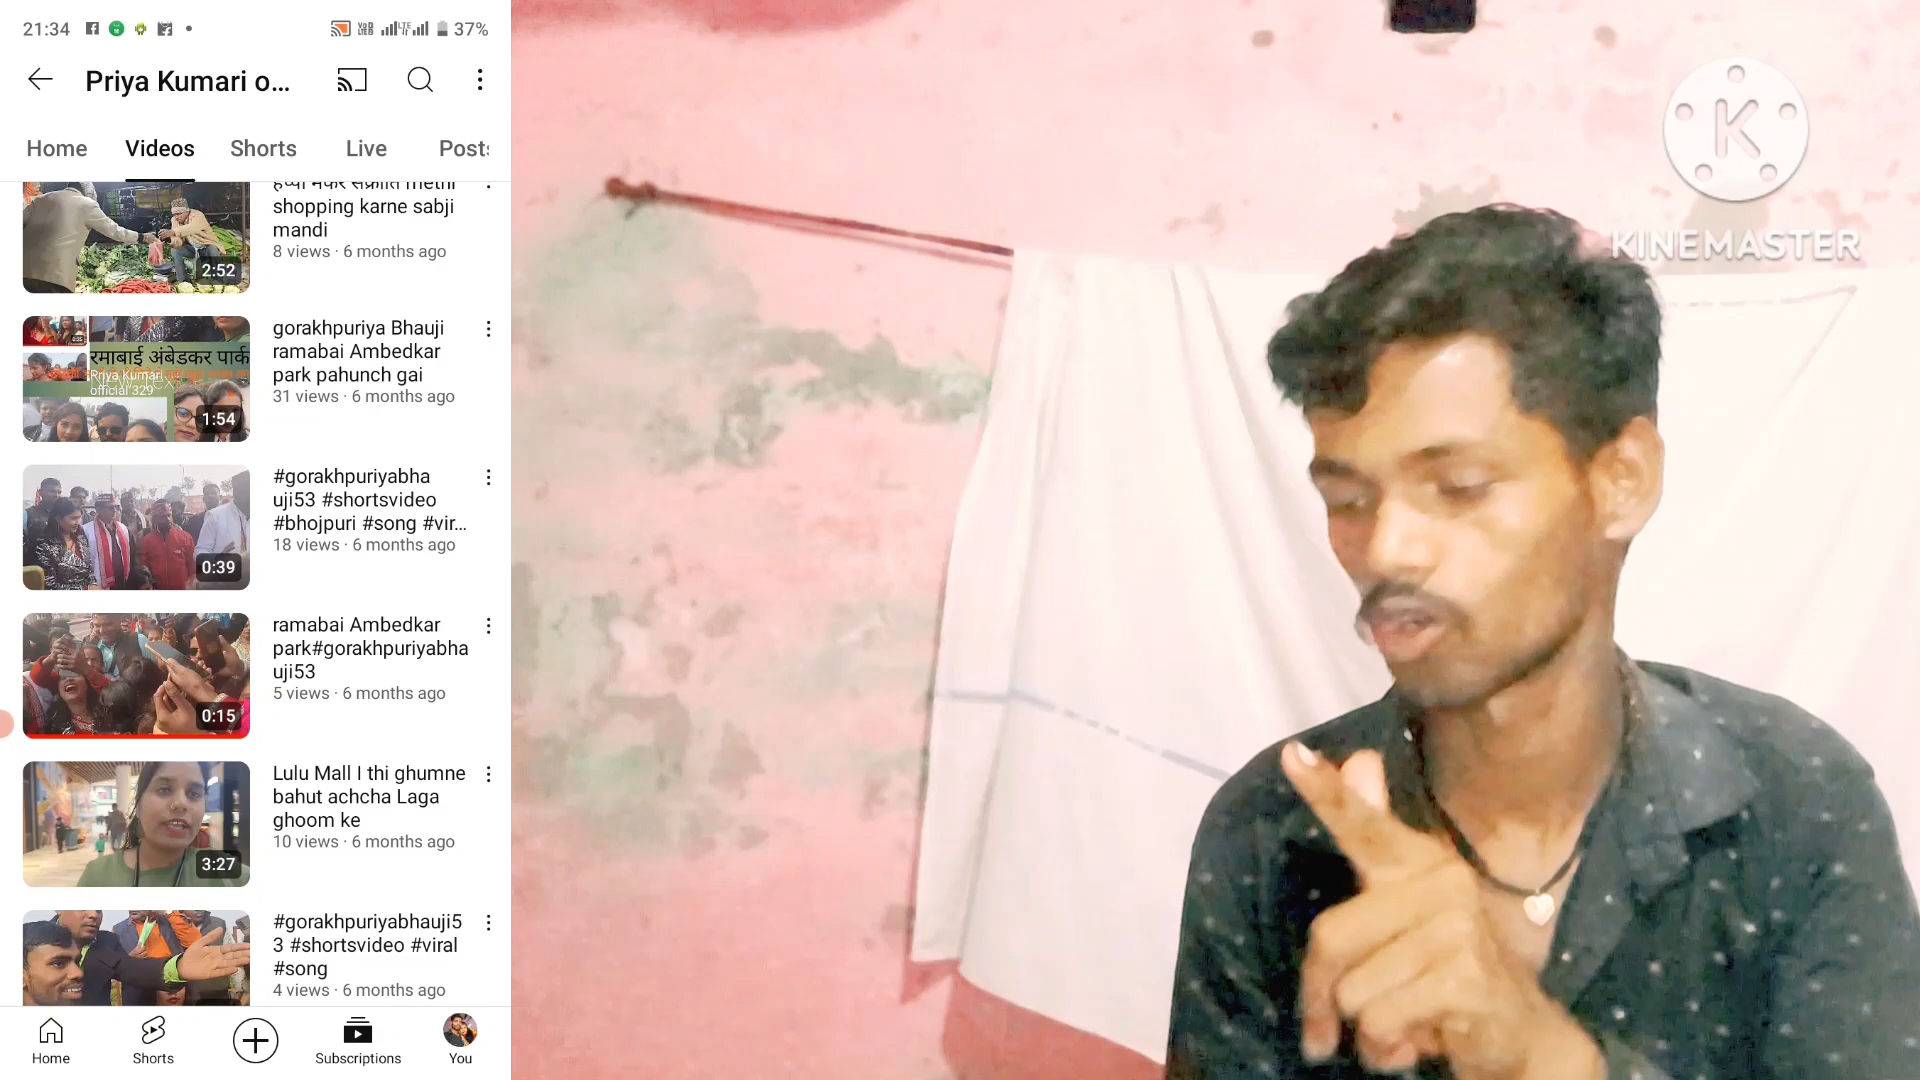 21:34
37%
Priya Kumari o...
Home Videos Shorts Live Posts
shopping karne sabji
mandi
8 views · 6 months ago
2:52
gorakhpuriya Bhauji
ramabai Ambedkar
park pahunch gai
31 views · 6 months ago
रमाबाई अंबेडकर पार्क
Priya Kumari
official 329
1:54
#gorakhpuriyabha
uji53 #shortsvideo
#bhojpuri #song #vir...
18 views · 6 months ago
0:39
ramabai Ambedkar
park#gorakhpuriyabha
uji53
5 views · 6 months ago
0:15
Lulu Mall I thi ghumne
bahut achcha Laga
ghoom ke
10 views · 6 months ago
3:27
#gorakhpuriyabhauji5
3 #shortsvideo #viral
#song
4 views · 6 months ago
Home Shorts Subscriptions You
K
KINEMASTER